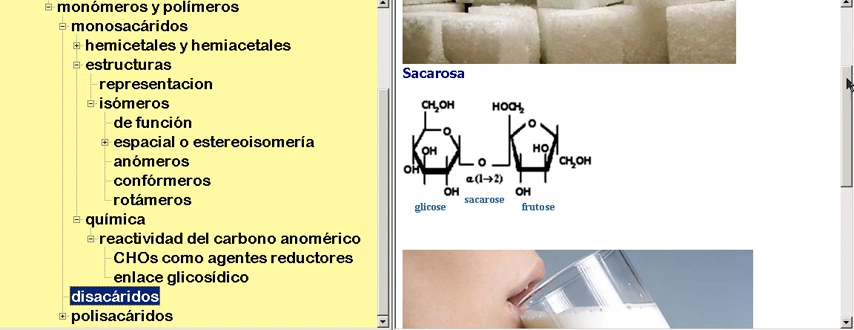 monómeros y polímeros
monosacáridos
hemicetales y hemiacetales
estructuras
representacion
isómeros
de función
espacial o estereoisomería
anómeros
confórmeros
rotámeros
química
reactividad del carbono anomérico
CHOs como agentes reductores
enlace glicosídico
disacáridos
polisacáridos
Sacarosa
CH₂OH HOCH₂
O O
OH HO
OH O CH₂OH
α(1→2)
OH OH
glicose sacarose frutose